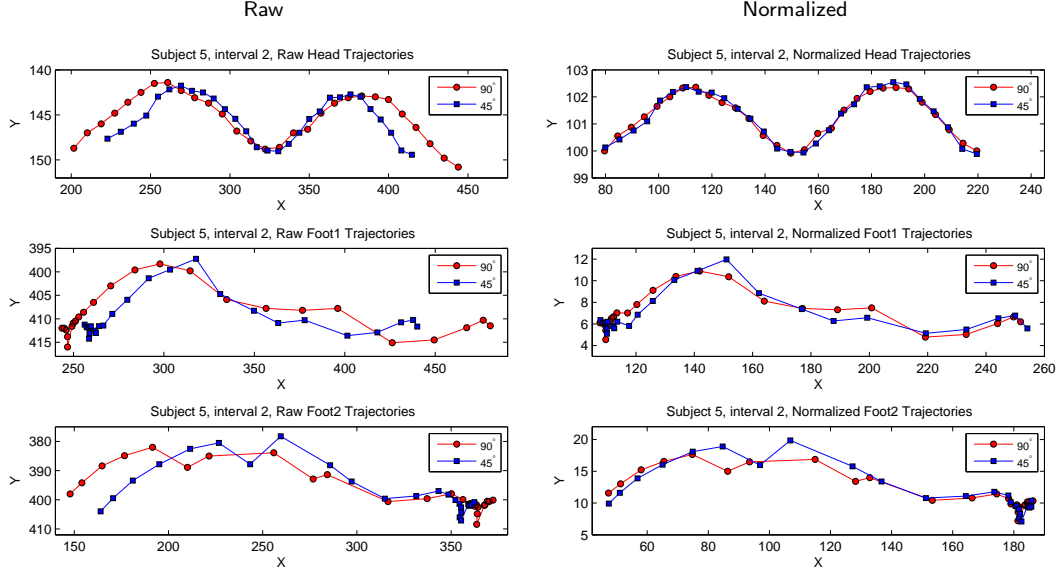 Raw
Normalized
Subject 5, interval 2, Raw Head Trajectories
140
145
150
Y
200 250 300 350 400 450
X
90°
45°
Subject 5, interval 2, Normalized Head Trajectories
103
102
101
100
99
Y
80 100 120 140 160 180 200 220 240
X
90°
45°
Subject 5, interval 2, Raw Foot1 Trajectories
395
400
405
410
415
Y
250 300 350 400 450
X
90°
45°
Subject 5, interval 2, Normalized Foot1 Trajectories
12
10
8
6
4
Y
120 140 160 180 200 220 240 260
X
90°
45°
Subject 5, interval 2, Raw Foot2 Trajectories
380
390
400
410
Y
150 200 250 300 350
X
90°
45°
Subject 5, interval 2, Normalized Foot2 Trajectories
20
15
10
5
Y
60 80 100 120 140 160 180
X
90°
45°